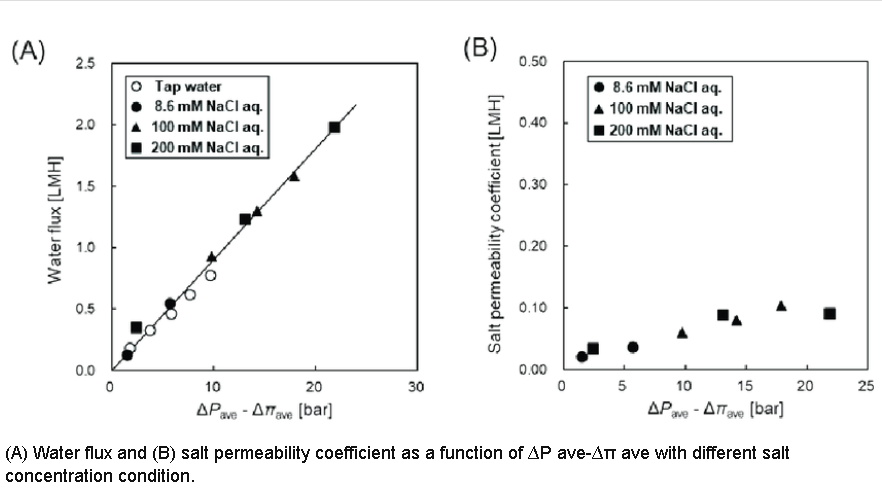 (A)
2.5
2.0
1.5
1.0
0.5
0.0
Water flux [LMH]
Tap water
8.6 mM NaCl aq.
100 mM NaCl aq.
200 mM NaCl aq.
0 10 20 30
ΔPave - Δπave [bar]
(B)
0.50
0.40
0.30
0.20
0.10
0.00
Salt permeability coefficient [LMH]
8.6 mM NaCl aq.
100 mM NaCl aq.
200 mM NaCl aq.
0 5 10 15 20 25
ΔPave - Δπave [bar]
(A) Water flux and (B) salt permeability coefficient as a function of ΔP ave-Δπ ave with different salt
concentration condition.